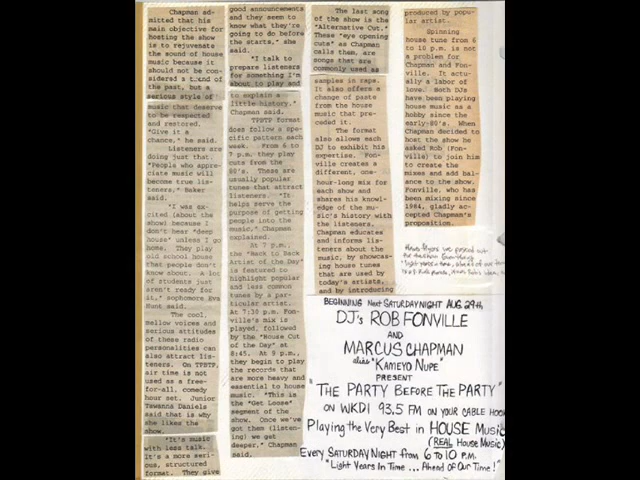 Chapman ad-
mitted that his
main objective for
hosting the show
is to rejuvenate
the sound of house
music because it
should not be con-
sidered a trend of
the past, but a
serious style of
music that deserve
to be respected
and restored.
"Give it a
chance," he said.
Listeners are
doing just that.
"People who appre-
ciate music will
become true lis-
teners," Baker
said.
"I was ex-
cited (about the
show) because I
don't hear "deep
house" unless I go
home. They play
old school house
that people don't
know about. A lot
of students just
aren't ready for
it," sophomore Eva
Hunt said.
The cool,
mellow voices and
serious attitudes
of these radio
personalities can
also attract lis-
teners. On TPBTP,
air time is not
used as a free-
for-all, comedy
hour set. Junior
Tawanna Daniels
said that is why
she likes the
show.
"It's music
with less talk.
It's a more seri-
ous, structured
format. They give
good announcements
and they seem to
know what they're
going to do before
the starts," she
said.
"I talk to
prepare listeners
for something I'm
about to play and
to explain a
little history,"
Chapman said.
TPBTP format
does follow a spe-
cific pattern each
week. From 6 to
7 p.m. they play
cuts from the
80's. These are
usually popular
tunes that attract
listeners. "It
helps serve the
purpose of getting
people into the
music," Chapman
explained.
At 7 p.m.,
the "Back to Back
Artist of the Day"
is featured to
highlight popular
and less common
tunes by a par-
ticular artist.
At 7:30 p.m. Fon-
ville's mix is
played, followed
by the "House Cut
of the Day" at
8:45. At 9 p.m.,
they begin to play
the records that
are more heavy and
essential to house
music. "This is
the "Get Loose"
segment of the
show. Once we've
got them (listen-
ing) we get
deeper," Chapman
said.
The last song
of the show is the
"Alternative Cut."
These "eye opening
cuts" as Chapman
calls them, are
songs that are
commonly used as
samples in raps.
It also offers a
change of paste
from the house
music that pre-
ceded it.
The format
also allows each
DJ to exhibit his
expertise. Fon-
ville creates a
different, one-
hour-long mix for
each show and
shares his knowl-
edge of the mu-
sic's history with
the listeners.
Chapman educates
and informs lis-
teners about the
music, by showcas-
ing house tunes
that are used by
today's artists,
and by introducing
produced by popu-
lar artist.
Spinning
house tune from 6
to 10 p.m. is not
a problem for
Chapman and Fon-
ville. It actu-
ally a labor of
love. Both DJs
have been playing
house music as a
hobby since the
early-80's. When
Chapman decided to
host the show he
asked Rob (Fon-
ville) to join him
to create the
mixes and add bal-
ance to the show.
Fonville, who has
been mixing since
1984, gladly ac-
cepted Chapman's
proposition.
BEGINNING Next SATURDAY NIGHT AUG 29th
DJ's ROB FONVILLE
AND
MARCUS CHAPMAN
alias "KAMEYO NUPE"
PRESENT
"THE PARTY BEFORE THE PARTY"
ON WKDI 93.5 FM ON YOUR CABLE HOOK
Playing the Very Best in HOUSE Music
(REAL House Music)
Every SATURDAY NIGHT from 6 to 10 P.M.
"Light Years In Time ... Ahead Of Our Time!"